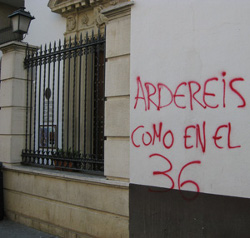 ARDEREiS
COMO EN EL
36